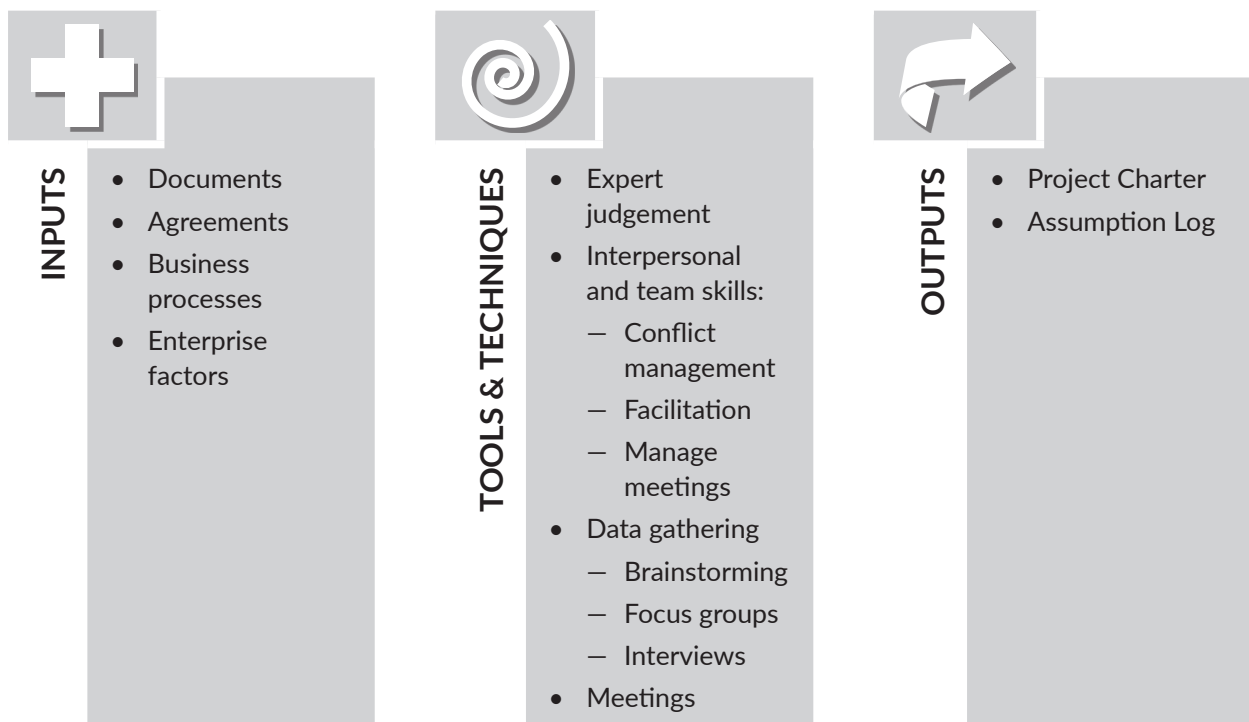 INPUTS
• Documents
• Agreements
• Business
processes
• Enterprise
factors
TOOLS & TECHNIQUES
• Expert
judgement
• Interpersonal
and team skills:
— Conflict
management
— Facilitation
— Manage
meetings
• Data gathering
— Brainstorming
— Focus groups
— Interviews
• Meetings
OUTPUTS
• Project Charter
• Assumption Log